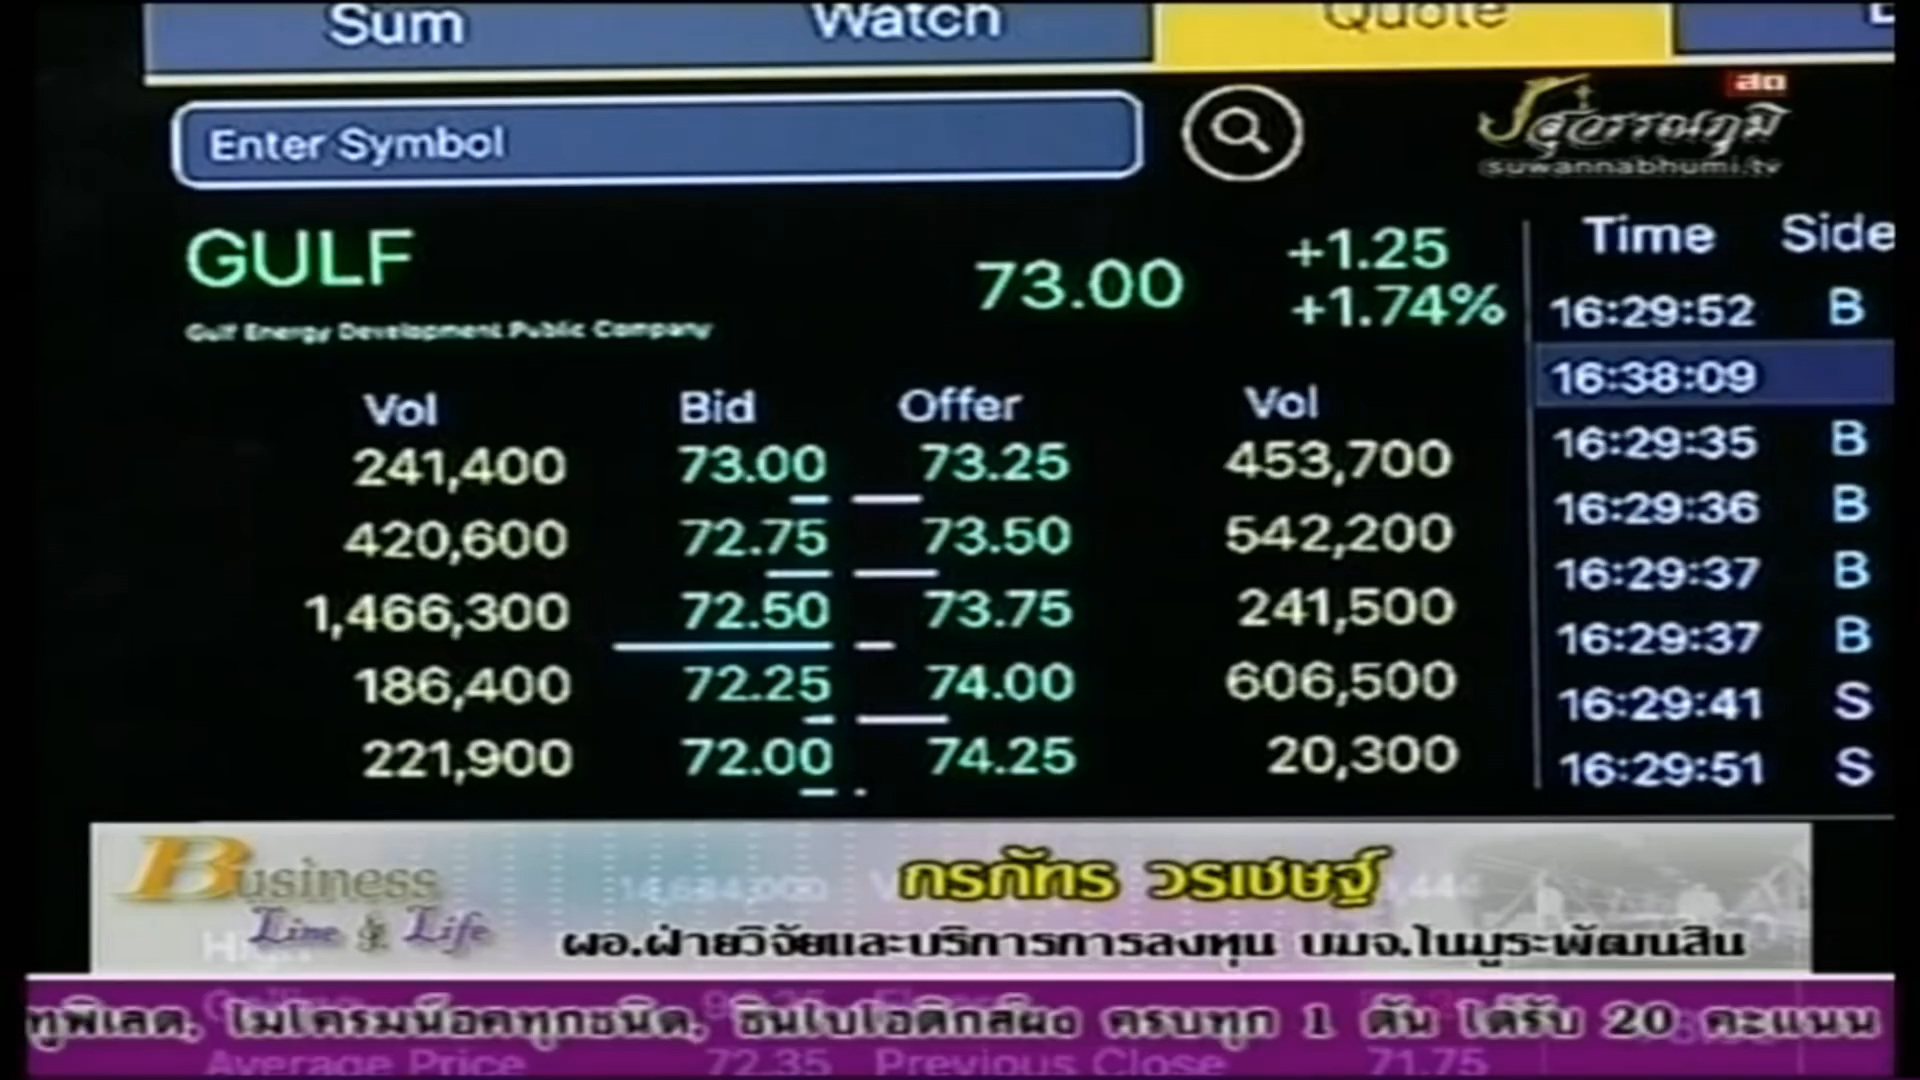 Sum Watch Quote
สด
Enter Symbol
สุวรรณภูมิ
suwannabhumi.tv
GULF 73.00 +1.25
+1.74%
Gulf Energy Development Public Company
Time Side
16:29:52 B
16:38:09
16:29:35 B
16:29:36 B
16:29:37 B
16:29:37 B
16:29:41 S
16:29:51 S
Vol Bid Offer Vol
241,400 73.00 73.25 453,700
420,600 72.75 73.50 542,200
1,466,300 72.50 73.75 241,500
186,400 72.25 74.00 606,500
221,900 72.00 74.25 20,300
Business
Line & Life
14,684,000
กรภัทร วรเชษฐ์
ผอ.ฝ่ายวิจัยและบริการการลงทุน บมจ.โนมูระพัฒนสิน
ทูพิเลต, ไมโครมน็อคทุกชนิด, ครบทุก 1 ตัน ได้รับ 20 คะแนน
Average Price 72.35 Previous Close 71.75